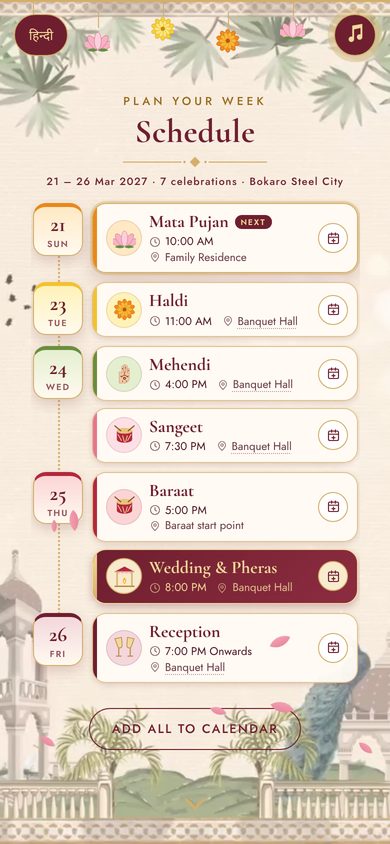 हिन्दी
PLAN YOUR WEEK
Schedule
21 – 26 Mar 2027 · 7 celebrations · Bokaro Steel City
21
SUN
Mata Pujan NEXT
10:00 AM
Family Residence
23
TUE
Haldi
11:00 AM Banquet Hall
24
WED
Mehendi
4:00 PM Banquet Hall
Sangeet
7:30 PM Banquet Hall
25
THU
Baraat
5:00 PM
Baraat start point
Wedding & Pheras
8:00 PM Banquet Hall
26
FRI
Reception
7:00 PM Onwards
Banquet Hall
ADD ALL TO CALENDAR